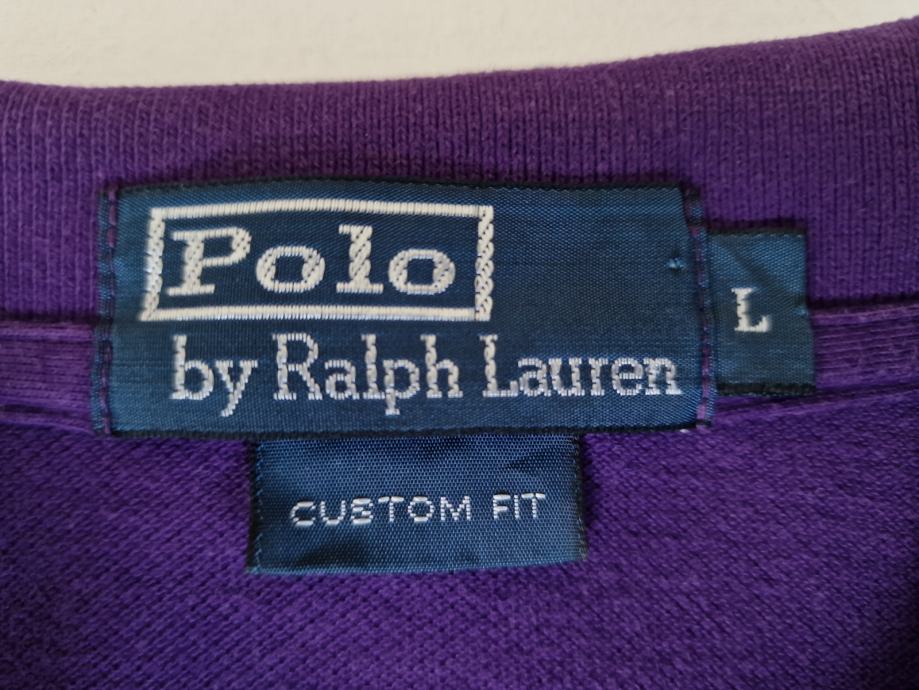 Polo
by Ralph Lauren
L
CUSTOM FIT